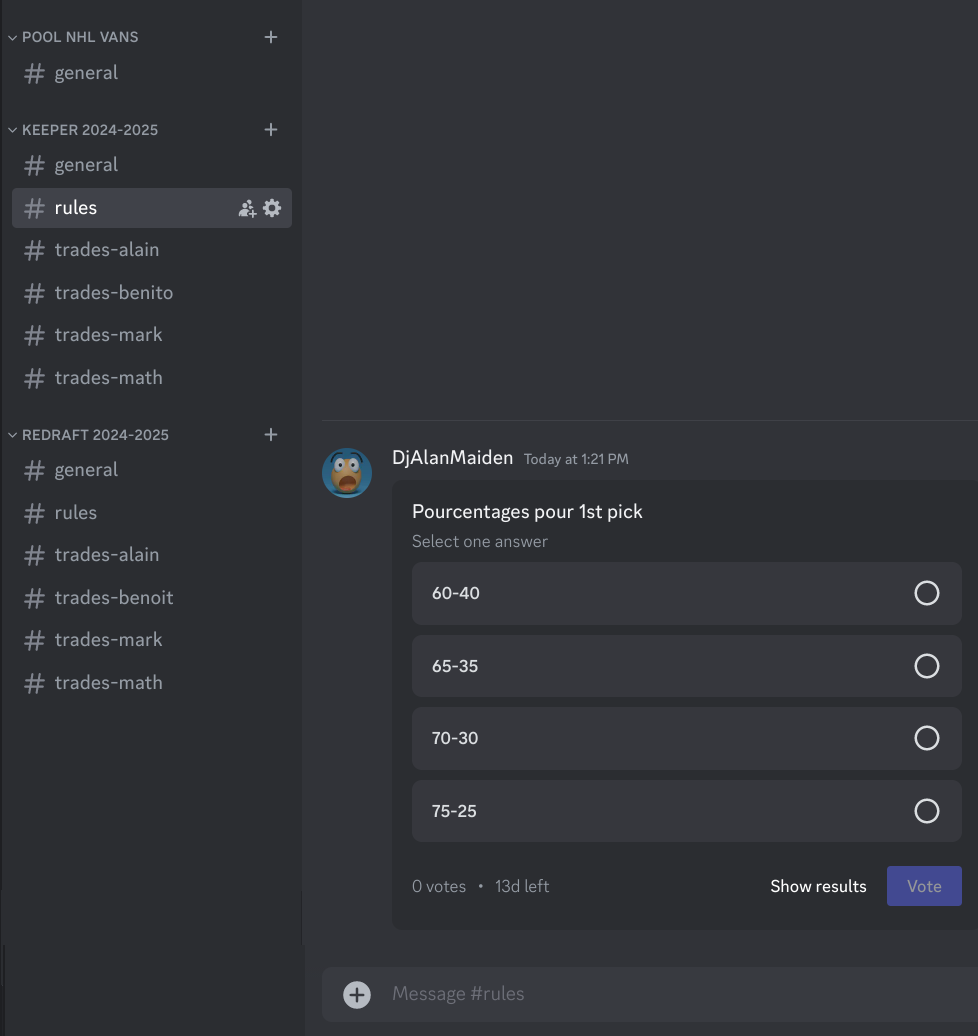 POOL NHL VANS
# general
KEEPER 2024-2025
# general
# rules
# trades-alain
# trades-benito
# trades-mark
# trades-math
REDRAFT 2024-2025
# general
# rules
# trades-alain
# trades-benoit
# trades-mark
# trades-math
DjAlanMaiden Today at 1:21 PM
Pourcentages pour 1st pick
Select one answer
60-40
65-35
70-30
75-25
0 votes • 13d left Show results Vote
Message #rules